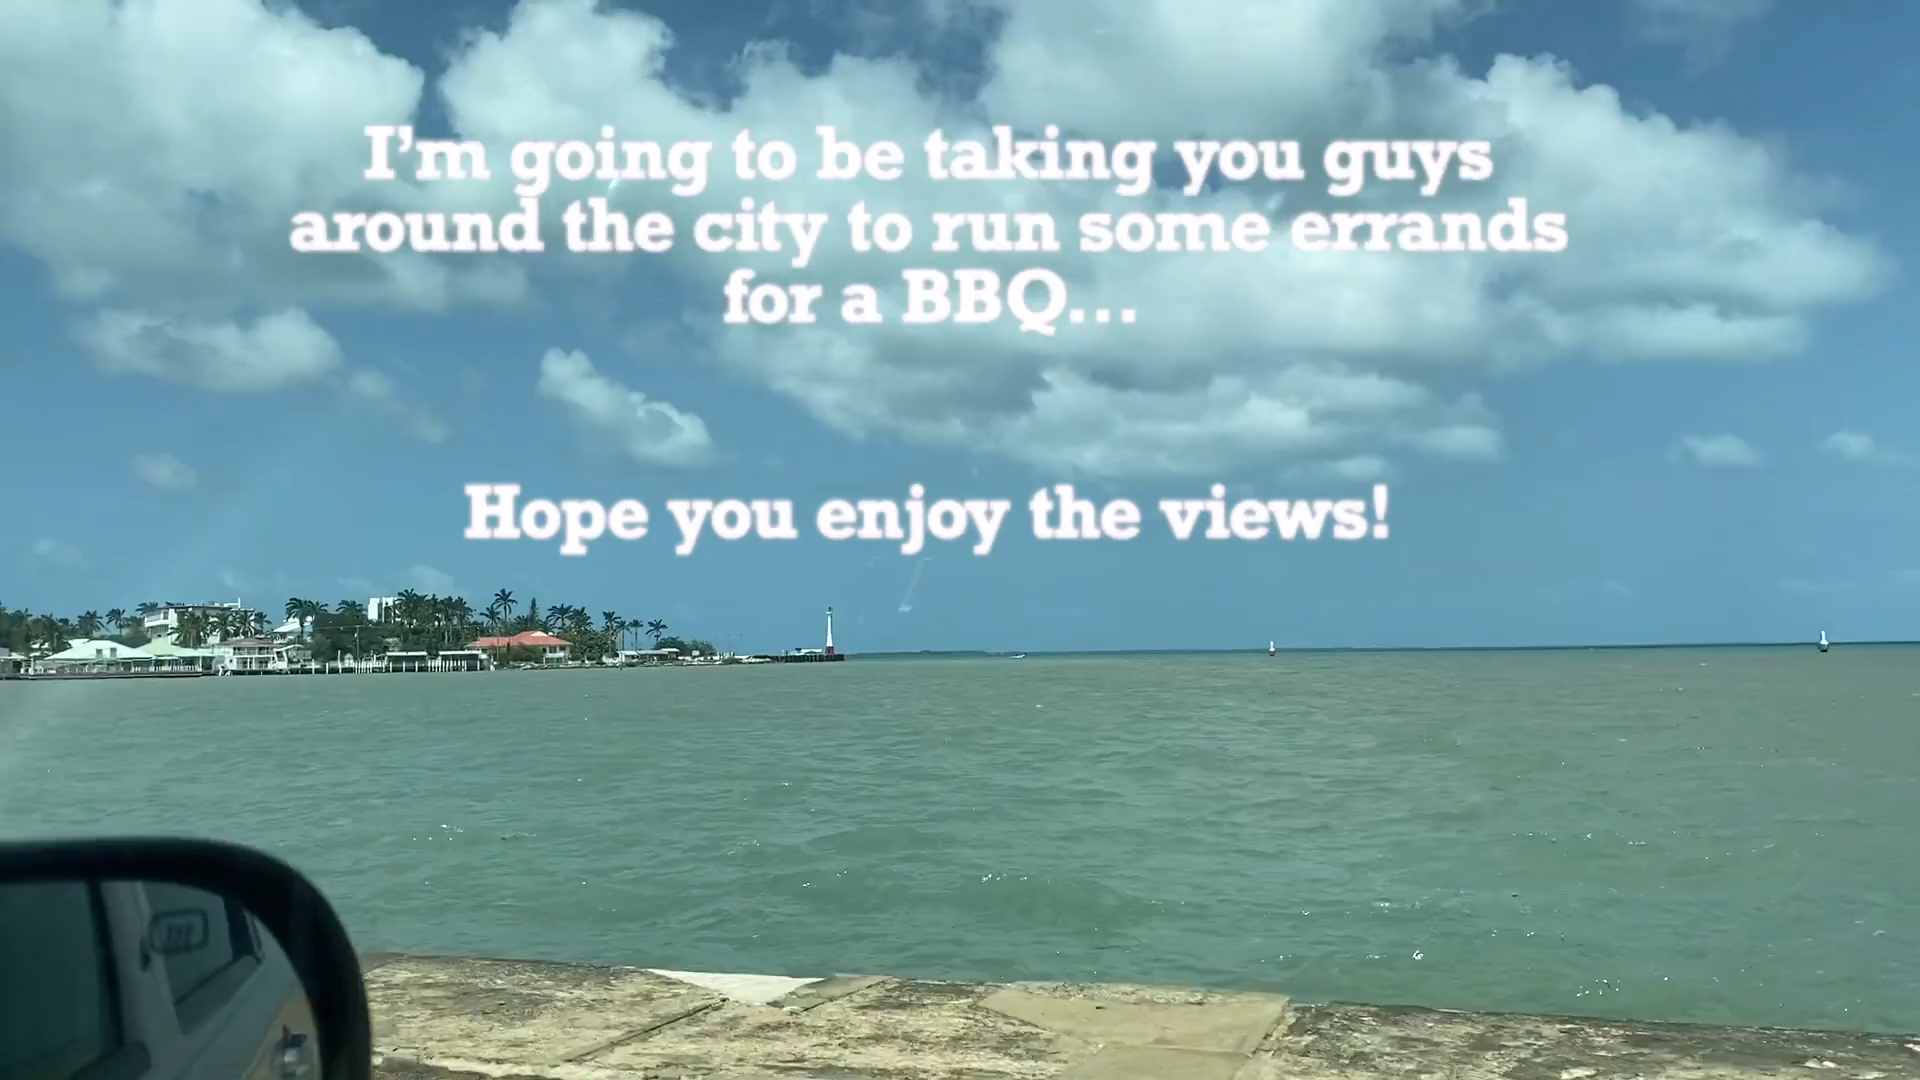 I'm going to be taking you guys
around the city to run some errands
for a BBQ...
Hope you enjoy the views!